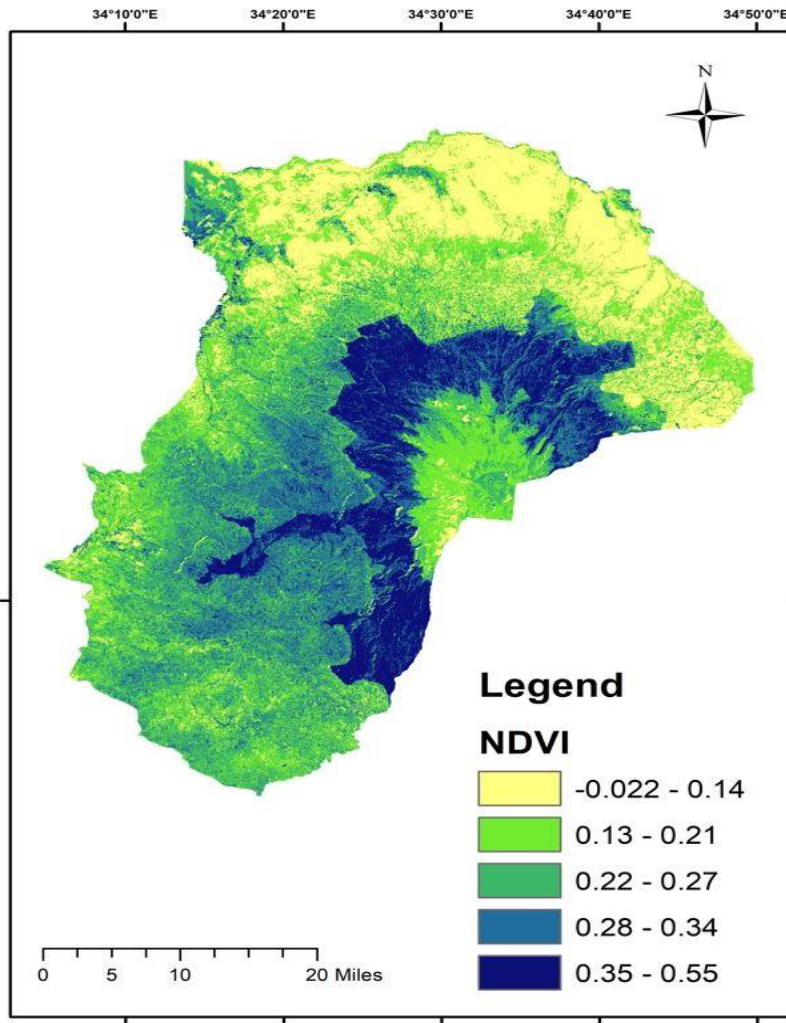 34°10'0"E 34°20'0"E 34°30'0"E 34°40'0"E 34°50'0"E
N
Legend
NDVI
-0.022 - 0.14
0.13 - 0.21
0.22 - 0.27
0.28 - 0.34
0.35 - 0.55
0 5 10 20 Miles